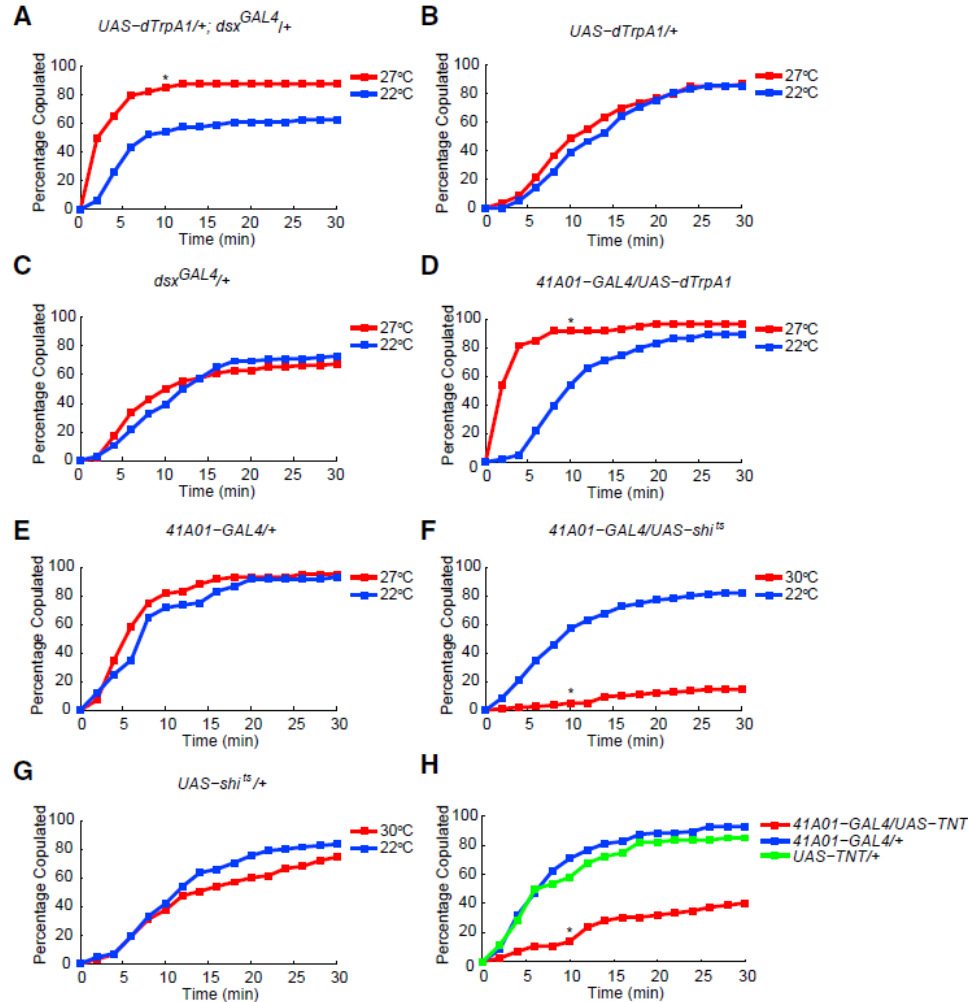 A
UAS−dTrpA1/+; dsxGAL4/+
Percentage Copulated
100
80
60
40
20
0
*
27ºC
22ºC
0 5 10 15 20 25 30
Time (min)
B
UAS−dTrpA1/+
Percentage Copulated
100
80
60
40
20
0
27ºC
22ºC
0 5 10 15 20 25 30
Time (min)
C
dsxGAL4/+
Percentage Copulated
100
80
60
40
20
0
27ºC
22ºC
0 5 10 15 20 25 30
Time (min)
D
41A01−GAL4/UAS−dTrpA1
Percentage Copulated
100
80
60
40
20
0
*
27ºC
22ºC
0 5 10 15 20 25 30
Time (min)
E
41A01−GAL4/+
Percentage Copulated
100
80
60
40
20
0
27ºC
22ºC
0 5 10 15 20 25 30
Time (min)
F
41A01−GAL4/UAS−shits
Percentage Copulated
100
80
60
40
20
0
*
30ºC
22ºC
0 5 10 15 20 25 30
Time (min)
G
UAS−shits/+
Percentage Copulated
100
80
60
40
20
0
30ºC
22ºC
0 5 10 15 20 25 30
Time (min)
H
Percentage Copulated
100
80
60
40
20
0
*
41A01−GAL4/UAS−TNT
41A01−GAL4/+
UAS−TNT/+
0 5 10 15 20 25 30
Time (min)